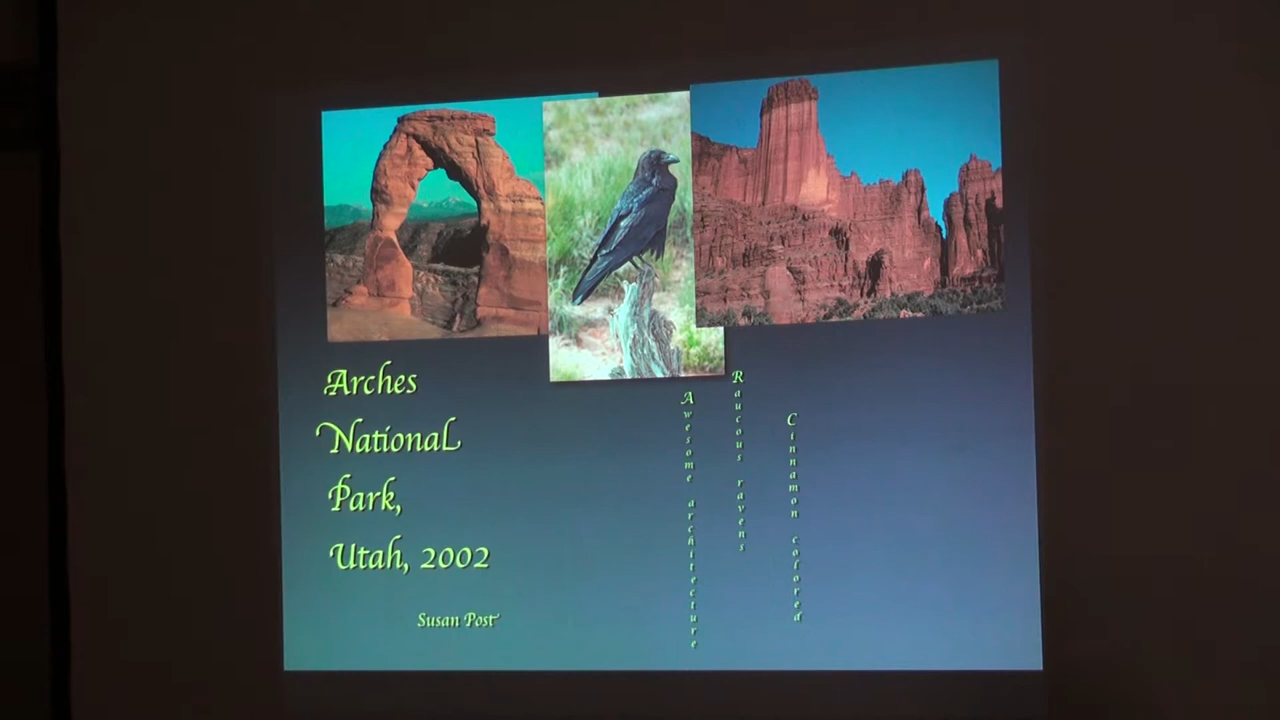 Arches
National
Park,
Utah, 2002
Susan Post
Awesome architecture
Raucous ravens
Cinnamon colored